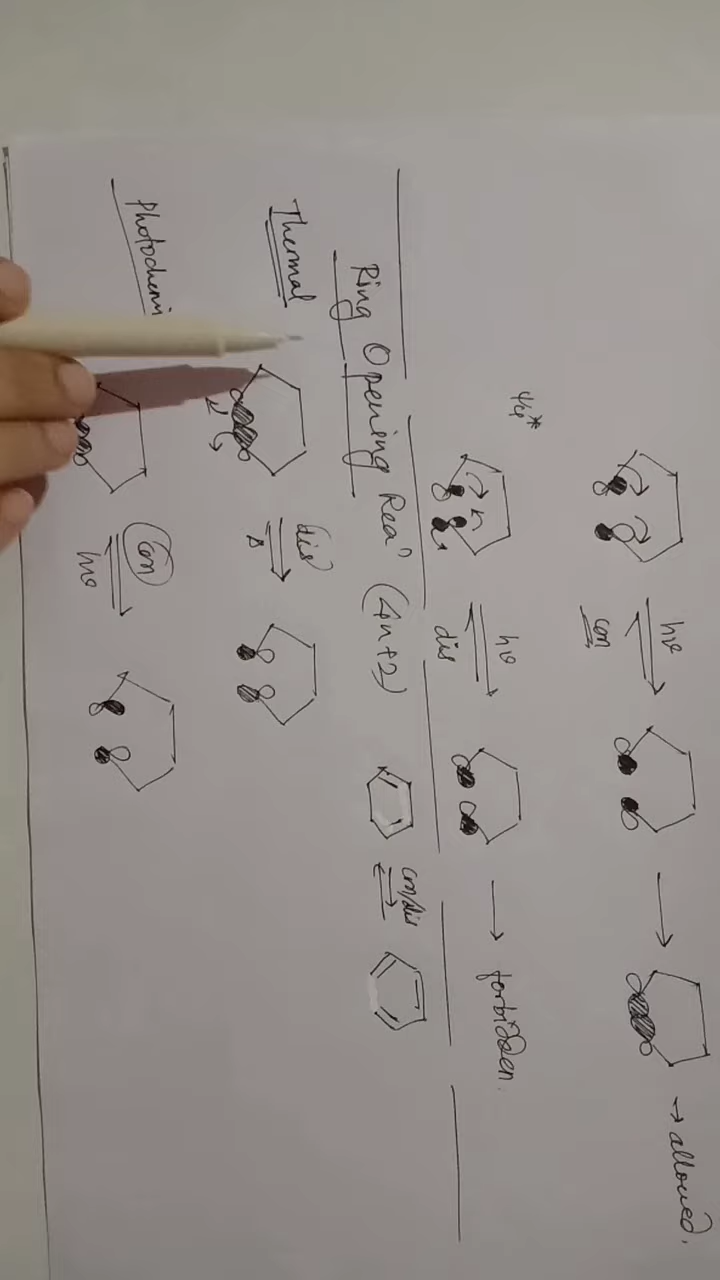 hν
con
→ allowed.
ψ4*
hν
dis
→ forbidden.
Ring Opening Reaⁿ (4n+2) con/dis
Thermal
dis
Δ
Photochemi
con
hν